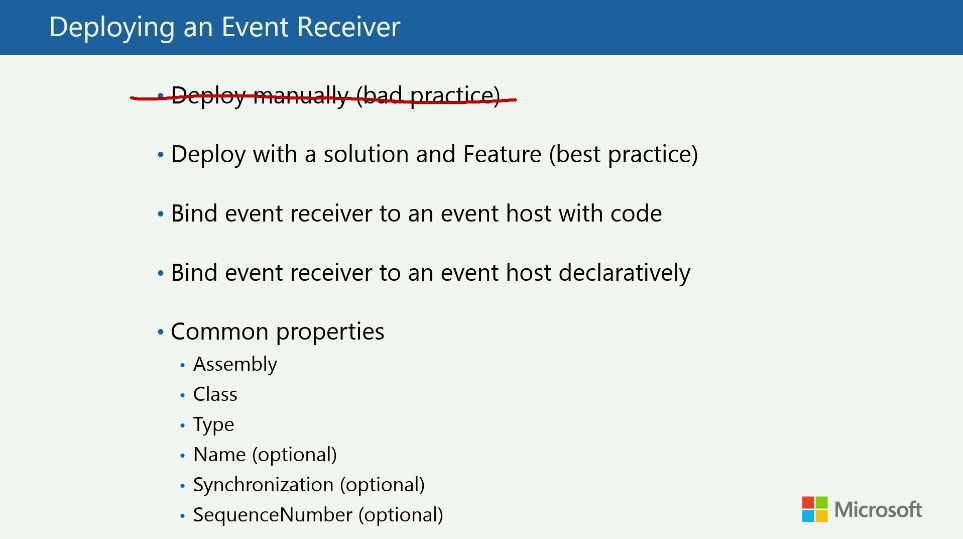 Deploying an Event Receiver
• Deploy manually (bad practice)
• Deploy with a solution and Feature (best practice)
• Bind event receiver to an event host with code
• Bind event receiver to an event host declaratively
• Common properties
• Assembly
• Class
• Type
• Name (optional)
• Synchronization (optional)
• SequenceNumber (optional)
Microsoft